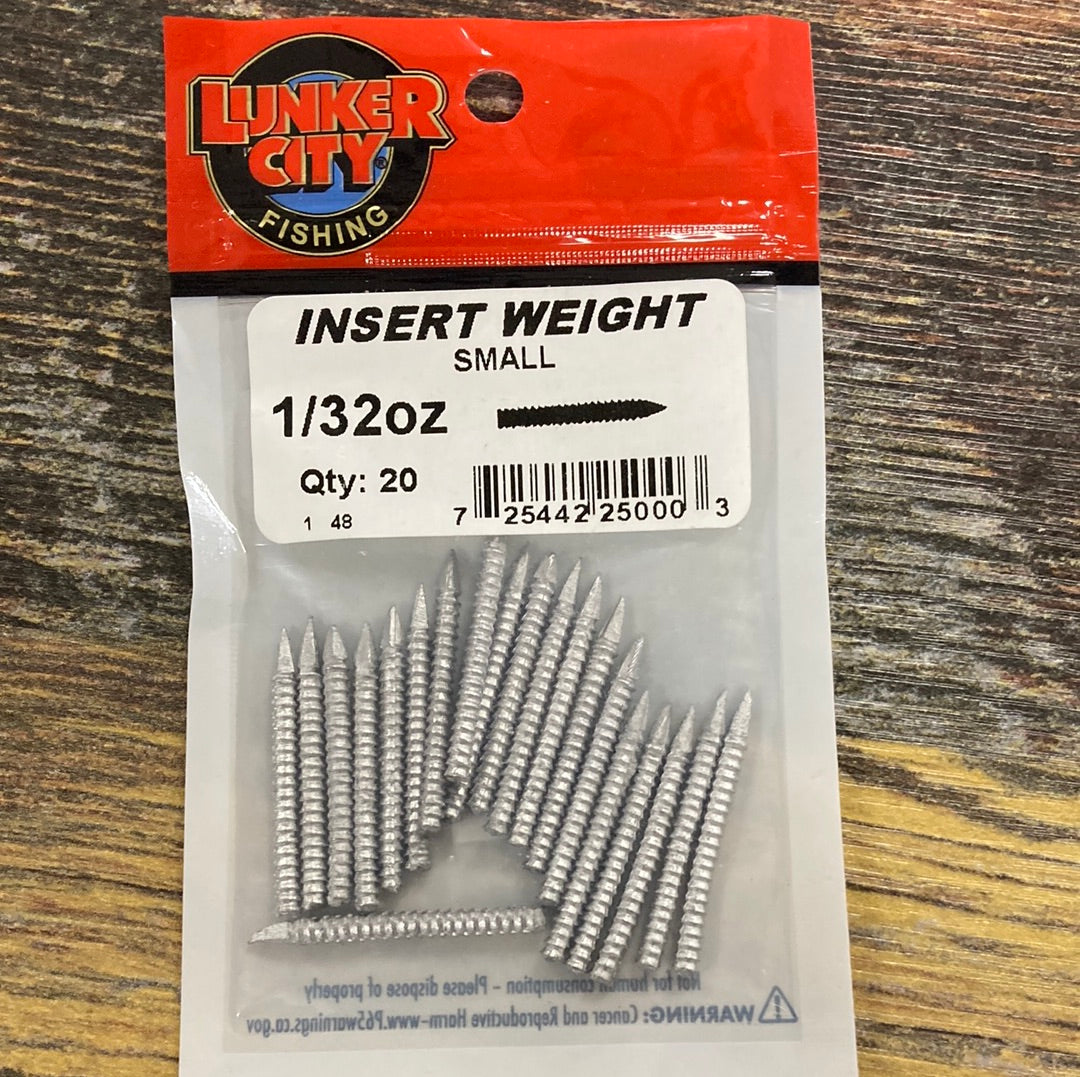 LUNKER
CITY®
FISHING
INSERT WEIGHT
SMALL
1/32oz
Qty: 20
1 48
7 25442 25000 3
Not for human consumption - Please dispose of properly
WARNING: Cancer and Reproductive Harm-www.P65warnings.ca.gov